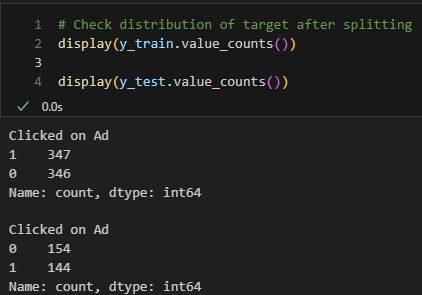 1 # Check distribution of target after splitting
2 display(y_train.value_counts())
3
4 display(y_test.value_counts())
✓ 0.0s
Clicked on Ad
1    347
0    346
Name: count, dtype: int64
Clicked on Ad
0    154
1    144
Name: count, dtype: int64